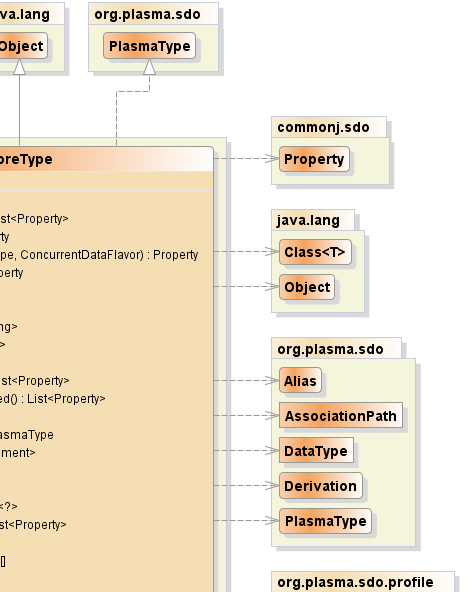 va.lang
Object
org.plasma.sdo
PlasmaType
oreType
st<Property>
ty
pe, ConcurrentDataFlavor) : Property
perty
ng>
>
st<Property>
ed() : List<Property>
asmaType
ment>
<?>
st<Property>
[]
commonj.sdo
Property
java.lang
Class<T>
Object
org.plasma.sdo
Alias
AssociationPath
DataType
Derivation
PlasmaType
org.plasma.sdo.profile